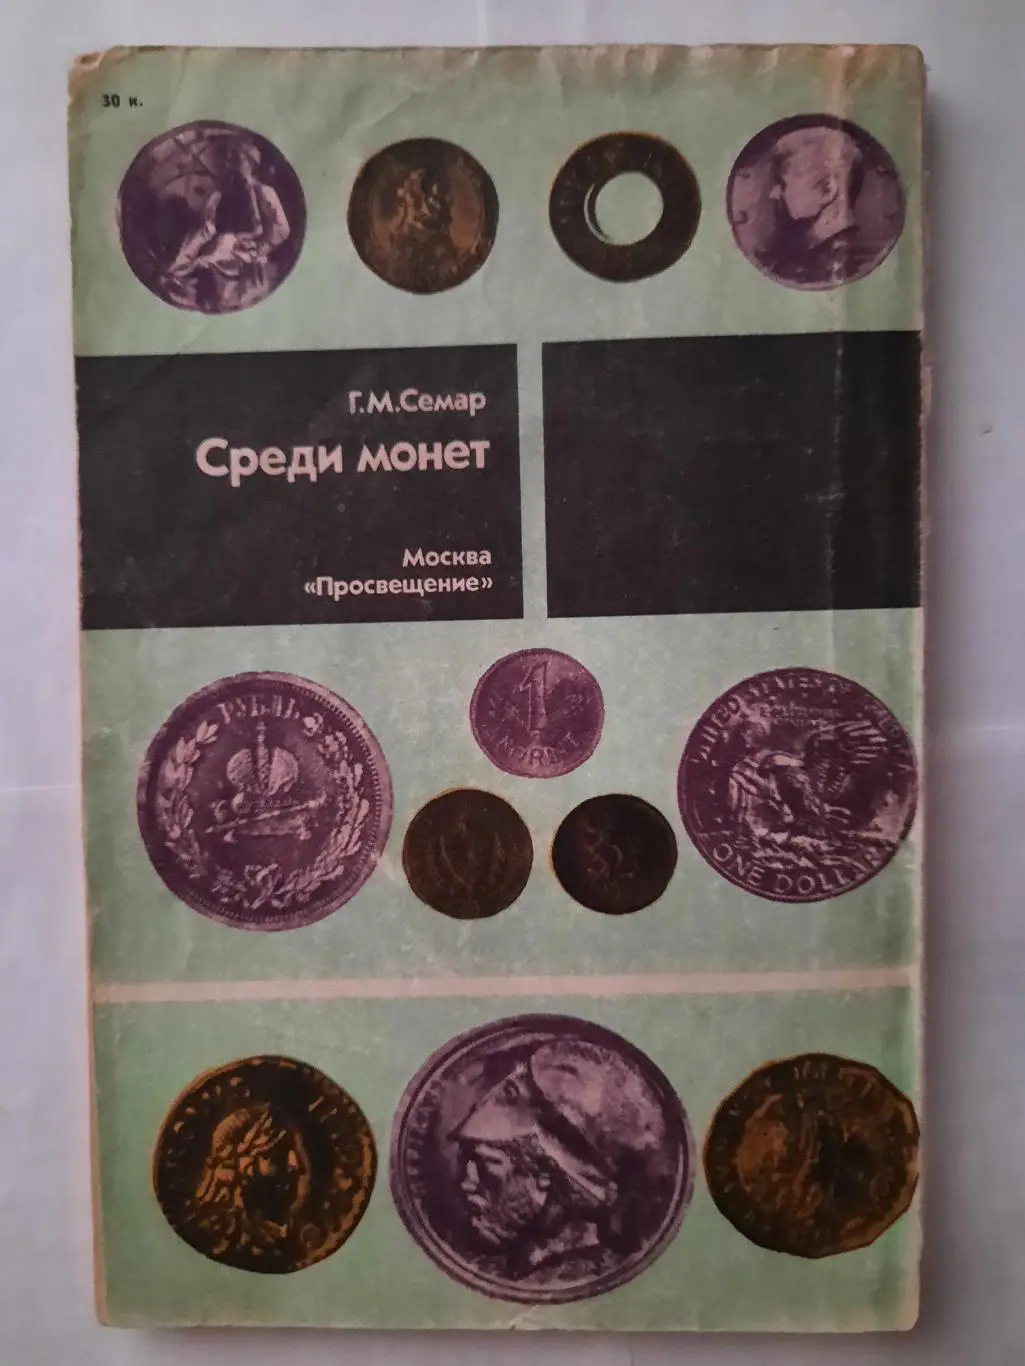 30 к.
Г.М.Семар
Среди монет
Москва
«Просвещение»
РУБЛЬ
1
ONE DOLLAR